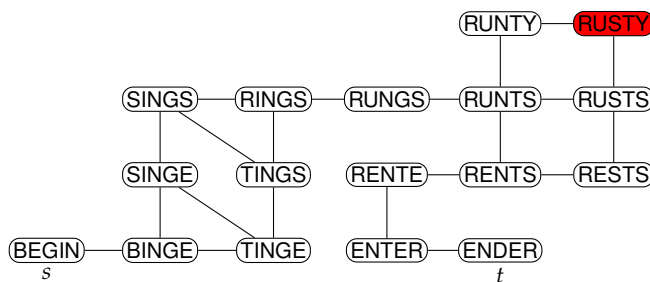 RUNTY RUSTY
SINGS RINGS RUNGS RUNTS RUSTS
SINGE TINGS RENTE RENTS RESTS
BEGIN BINGE TINGE ENTER ENDER
s t